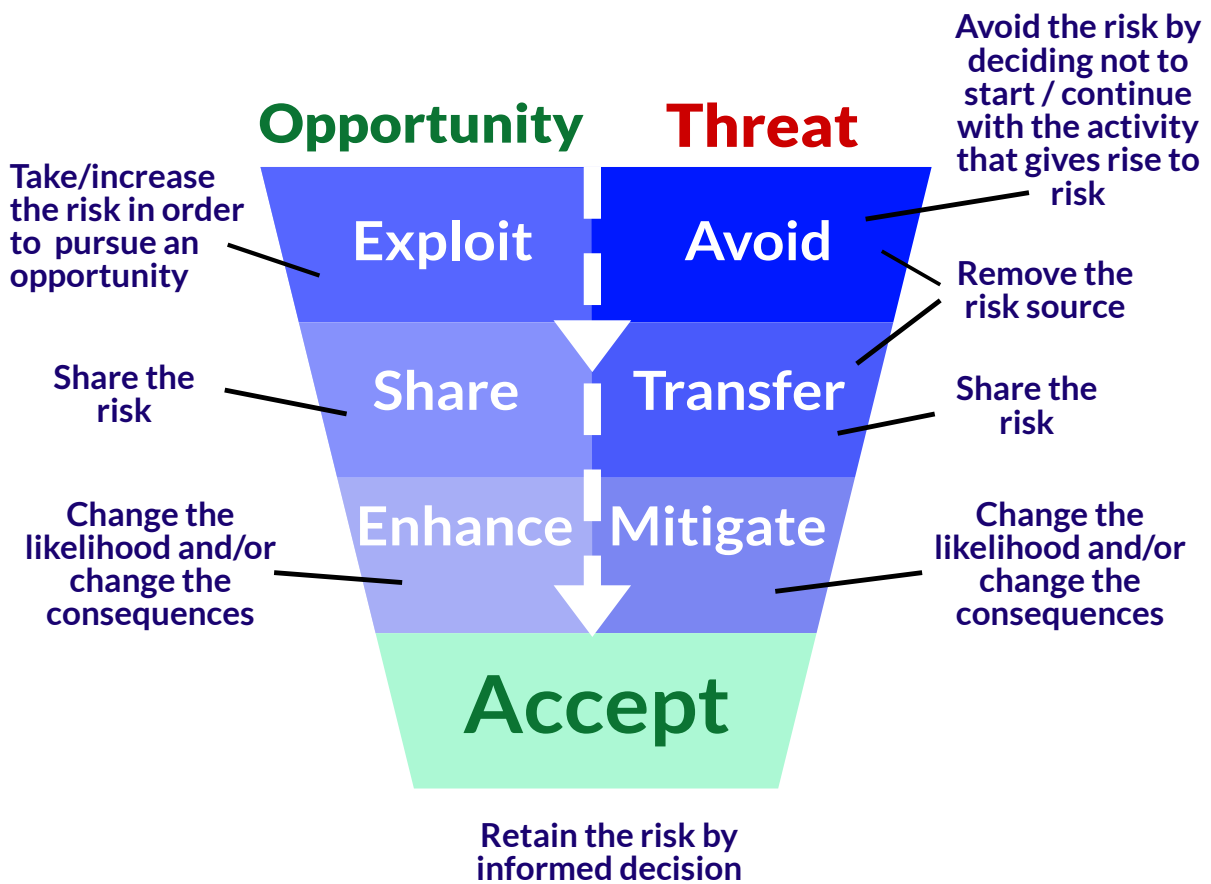 Opportunity
Threat
Avoid the risk by
deciding not to
start / continue
with the activity
that gives rise to
risk
Take/increase
the risk in order
to pursue an
opportunity
Exploit
Avoid
Remove the
risk source
Share the
risk
Share
Transfer
Share the
risk
Change the
likelihood and/or
change the
consequences
Enhance
Mitigate
Change the
likelihood and/or
change the
consequences
Accept
Retain the risk by
informed decision